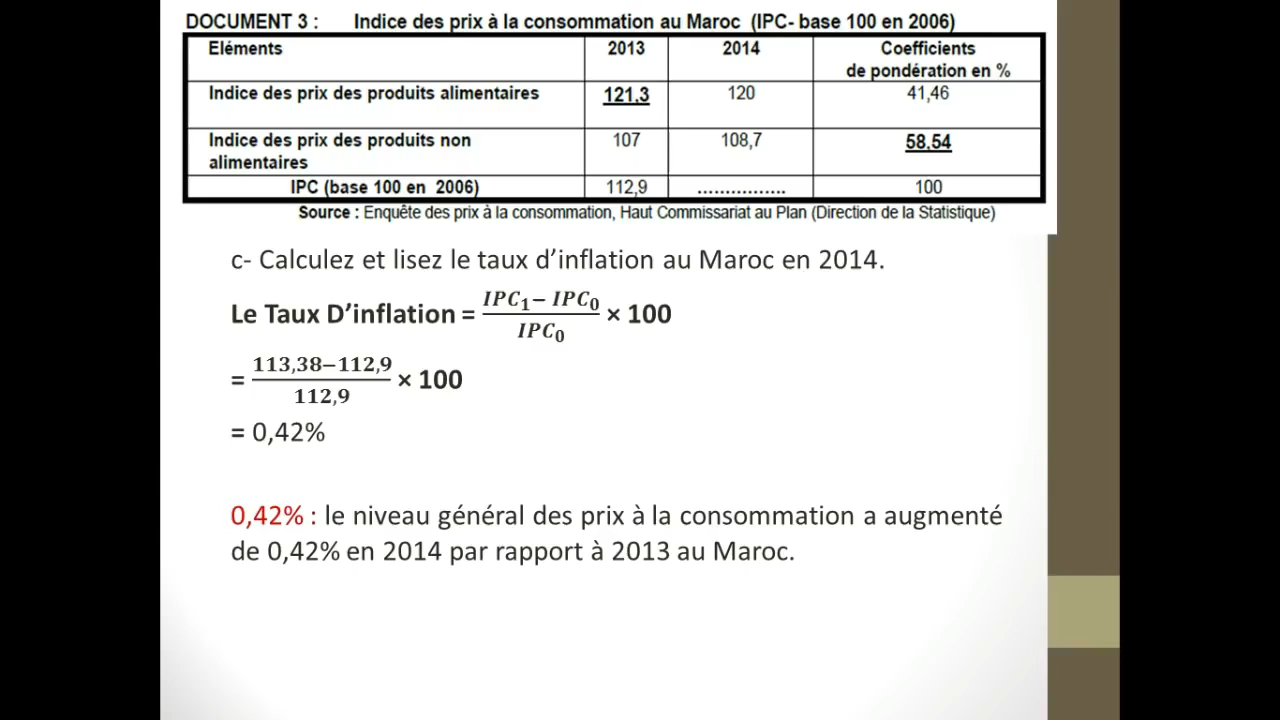 DOCUMENT 3 : Indice des prix à la consommation au Maroc (IPC- base 100 en 2006)
Eléments 2013 2014 Coefficients de pondération en %
Indice des prix des produits alimentaires 121,3 120 41,46
Indice des prix des produits non alimentaires 107 108,7 58,54
IPC (base 100 en 2006) 112,9 ................ 100
Source : Enquête des prix à la consommation, Haut Commissariat au Plan (Direction de la Statistique)
c- Calculez et lisez le taux d’inflation au Maroc en 2014.
Le Taux D’inflation = (IPC₁− IPC₀)/IPC₀ × 100
= (113,38−112,9)/112,9 × 100
= 0,42%
0,42% : le niveau général des prix à la consommation a augmenté
de 0,42% en 2014 par rapport à 2013 au Maroc.